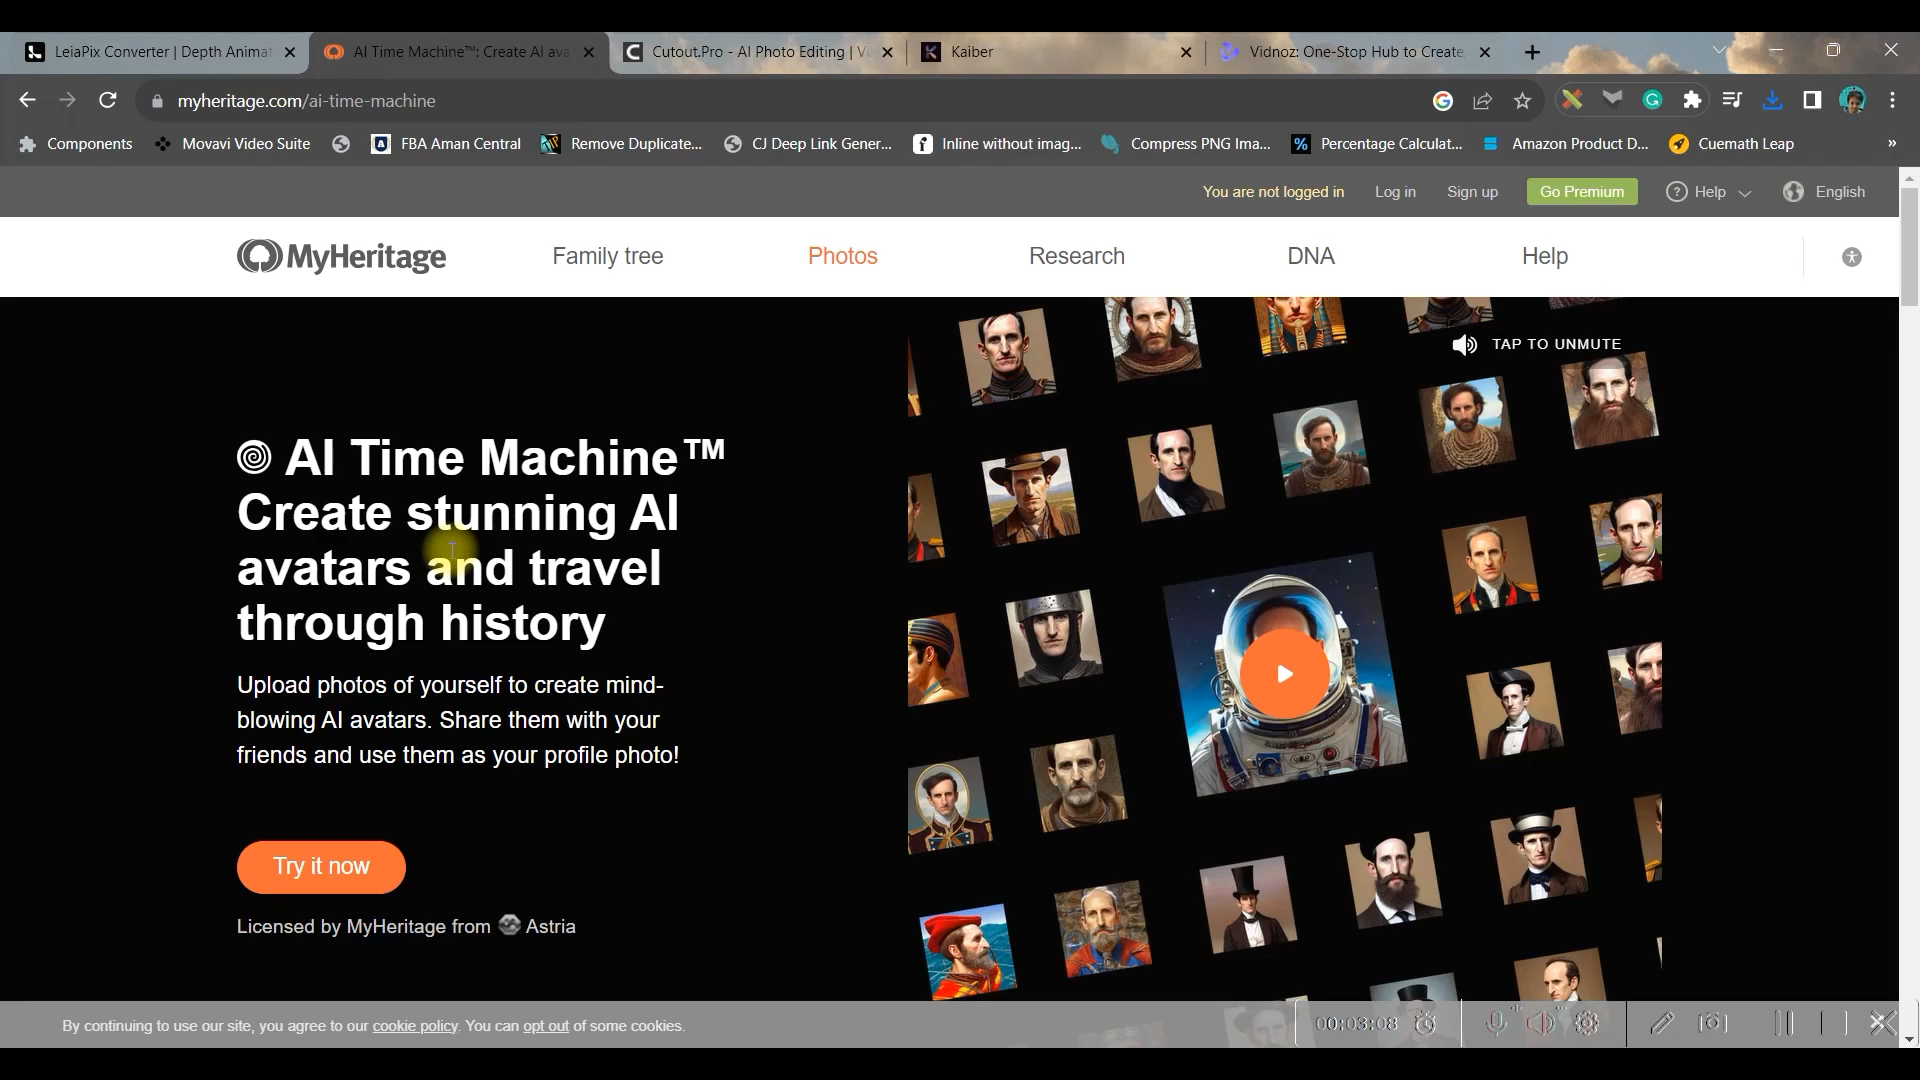 LeiaPix Converter | Depth Animat
AI Time Machine™: Create AI ava
Cutout.Pro - AI Photo Editing | Vi
Kaiber
Vidnoz: One-Stop Hub to Create
myheritage.com/ai-time-machine
Components
Movavi Video Suite
FBA Aman Central
Remove Duplicate...
CJ Deep Link Gener...
Inline without imag...
Compress PNG Ima...
Percentage Calculat...
Amazon Product D...
Cuemath Leap
»
You are not logged in
Log in
Sign up
Go Premium
Help
English
MyHeritage
Family tree
Photos
Research
DNA
Help
TAP TO UNMUTE
AI Time Machine™
Create stunning AI
avatars and travel
through history
Upload photos of yourself to create mind-
blowing AI avatars. Share them with your
friends and use them as your profile photo!
Try it now
Licensed by MyHeritage from Astria
By continuing to use our site, you agree to our cookie policy. You can opt out of some cookies.
00:03:08